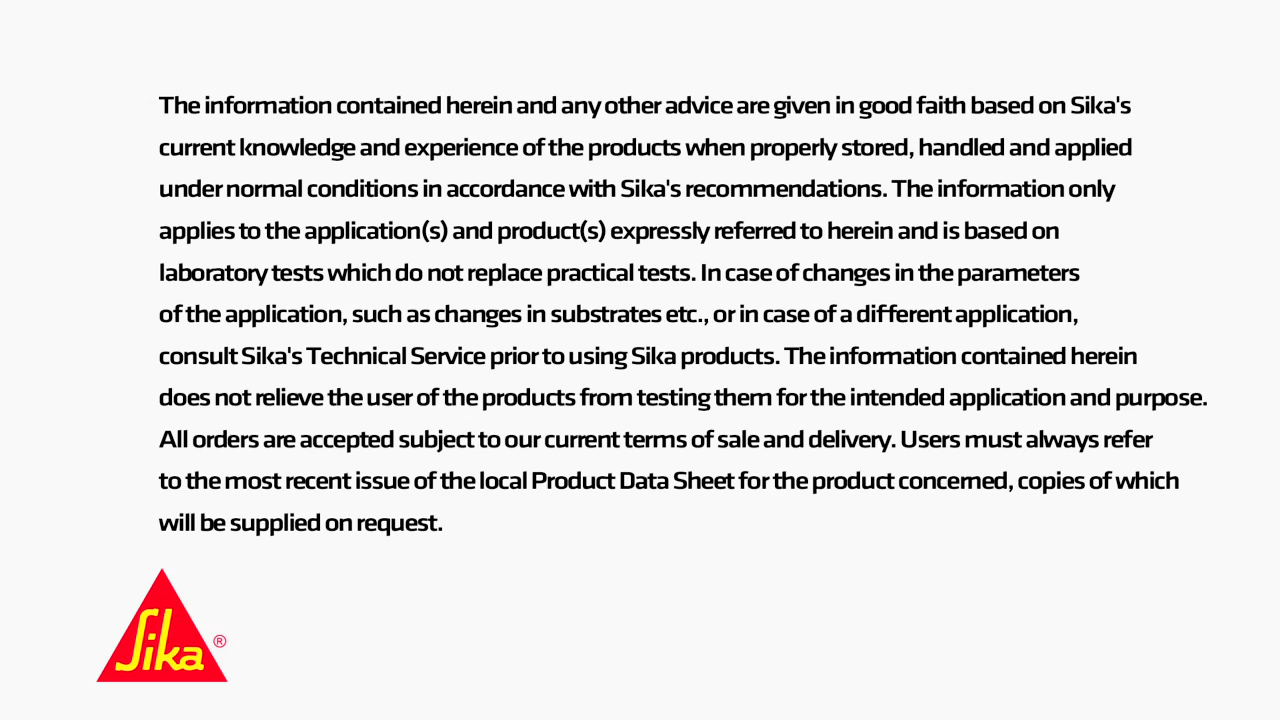 The information contained herein and any other advice are given in good faith based on Sika's
current knowledge and experience of the products when properly stored, handled and applied
under normal conditions in accordance with Sika's recommendations. The information only
applies to the application(s) and product(s) expressly referred to herein and is based on
laboratory tests which do not replace practical tests. In case of changes in the parameters
of the application, such as changes in substrates etc., or in case of a different application,
consult Sika's Technical Service prior to using Sika products. The information contained herein
does not relieve the user of the products from testing them for the intended application and purpose.
All orders are accepted subject to our current terms of sale and delivery. Users must always refer
to the most recent issue of the local Product Data Sheet for the product concerned, copies of which
will be supplied on request.
Sika®